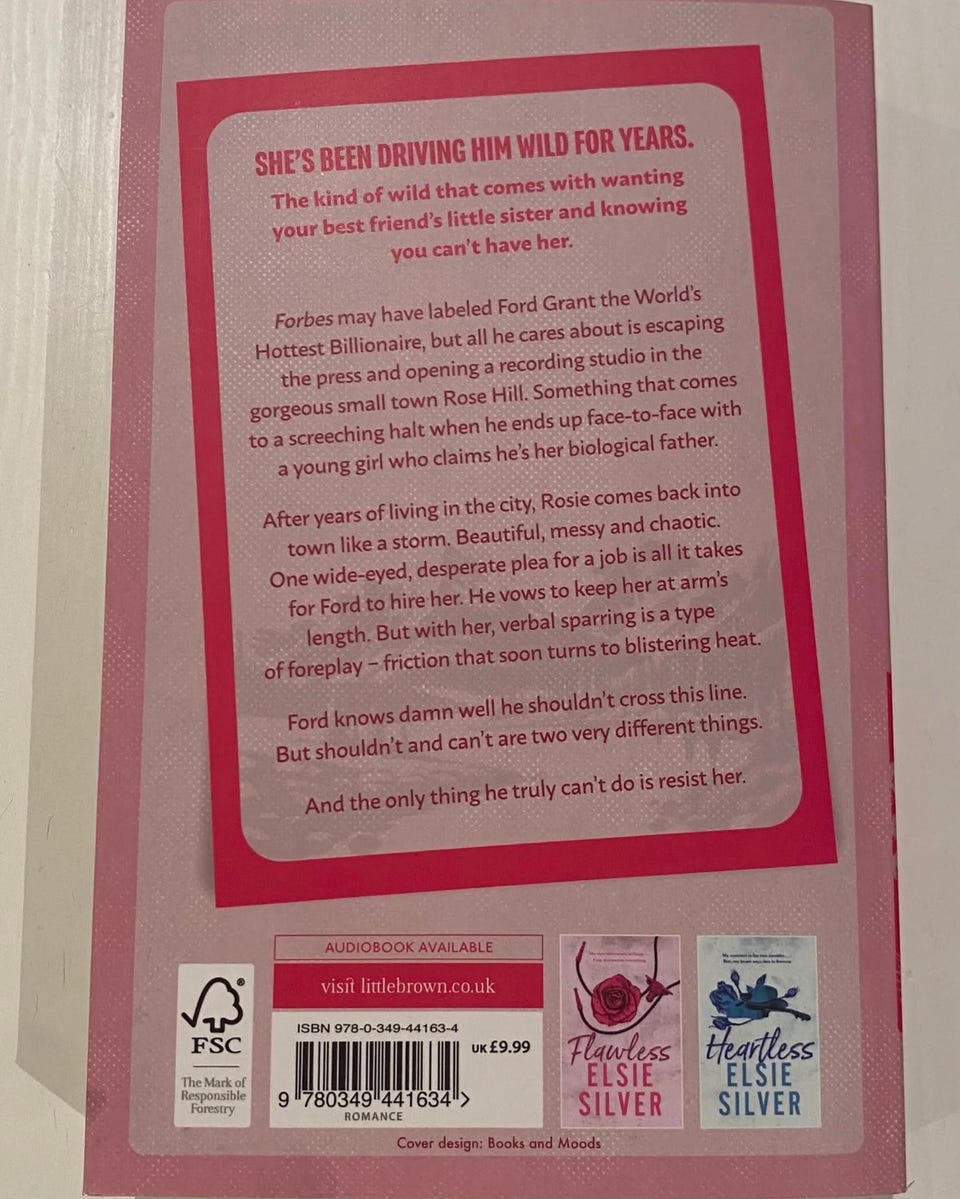 SHE'S BEEN DRIVING HIM WILD FOR YEARS.
The kind of wild that comes with wanting
your best friend's little sister and knowing
you can't have her.
Forbes may have labeled Ford Grant the World's
Hottest Billionaire, but all he cares about is escaping
the press and opening a recording studio in the
gorgeous small town Rose Hill. Something that comes
to a screeching halt when he ends up face-to-face with
a young girl who claims he's her biological father.
After years of living in the city, Rosie comes back into
town like a storm. Beautiful, messy and chaotic.
One wide-eyed, desperate plea for a job is all it takes
for Ford to hire her. He vows to keep her at arm's
length. But with her, verbal sparring is a type
of foreplay – friction that soon turns to blistering heat.
Ford knows damn well he shouldn't cross this line.
But shouldn't and can't are two very different things.
And the only thing he truly can't do is resist her.
FSC
The Mark of
Responsible
Forestry
AUDIOBOOK AVAILABLE
visit littlebrown.co.uk
ISBN 978-0-349-44163-4
UK £9.99
9 780349 441634 >
ROMANCE
Flawless
ELSIE
SILVER
Heartless
ELSIE
SILVER
Cover design: Books and Moods